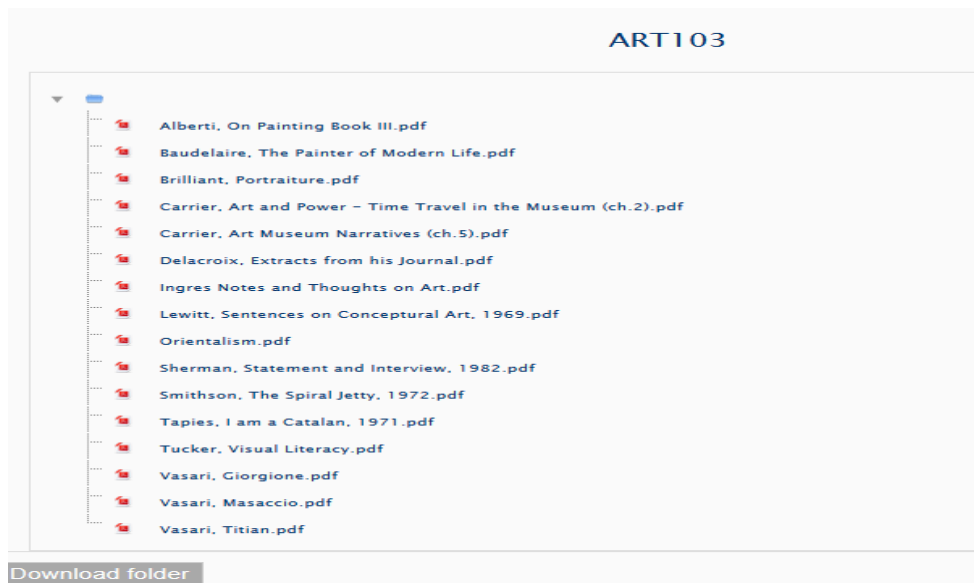 ART103
Alberti, On Painting Book III.pdf
Baudelaire, The Painter of Modern Life.pdf
Brilliant, Portraiture.pdf
Carrier, Art and Power – Time Travel in the Museum (ch.2).pdf
Carrier, Art Museum Narratives (ch.5).pdf
Delacroix, Extracts from his Journal.pdf
Ingres Notes and Thoughts on Art.pdf
Lewitt, Sentences on Conceptural Art, 1969.pdf
Orientalism.pdf
Sherman, Statement and Interview, 1982.pdf
Smithson, The Spiral Jetty, 1972.pdf
Tapies, I am a Catalan, 1971.pdf
Tucker, Visual Literacy.pdf
Vasari, Giorgione.pdf
Vasari, Masaccio.pdf
Vasari, Titian.pdf
Download folder